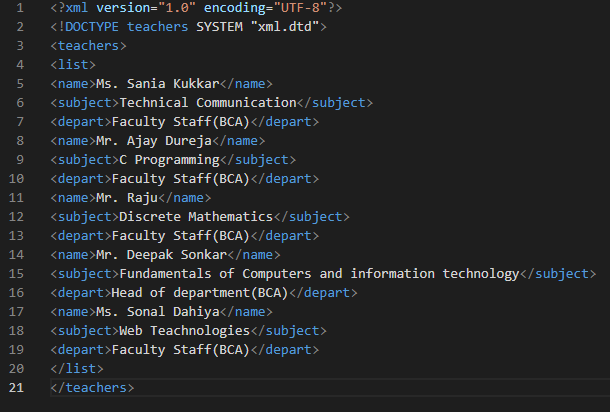 1 <?xml version="1.0" encoding="UTF-8"?>
2 <!DOCTYPE teachers SYSTEM "xml.dtd">
3 <teachers>
4 <list>
5 <name>Ms. Sania Kukkar</name>
6 <subject>Technical Communication</subject>
7 <depart>Faculty Staff(BCA)</depart>
8 <name>Mr. Ajay Dureja</name>
9 <subject>C Programming</subject>
10 <depart>Faculty Staff(BCA)</depart>
11 <name>Mr. Raju</name>
12 <subject>Discrete Mathematics</subject>
13 <depart>Faculty Staff(BCA)</depart>
14 <name>Mr. Deepak Sonkar</name>
15 <subject>Fundamentals of Computers and information technology</subject>
16 <depart>Head of department(BCA)</depart>
17 <name>Ms. Sonal Dahiya</name>
18 <subject>Web Teachnologies</subject>
19 <depart>Faculty Staff(BCA)</depart>
20 </list>
21 </teachers>